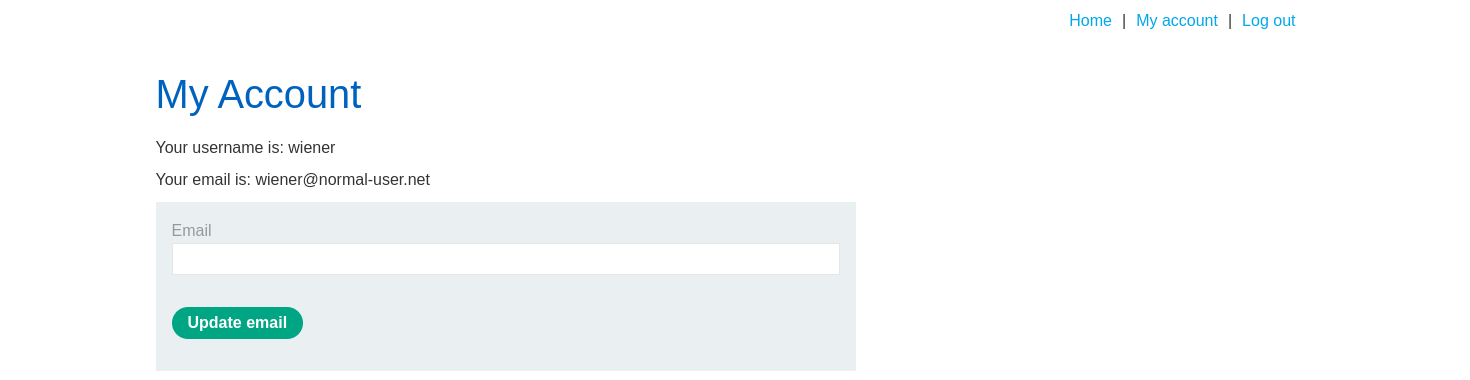 Home | My account | Log out
My Account
Your username is: wiener
Your email is: wiener@normal-user.net
Email
Update email